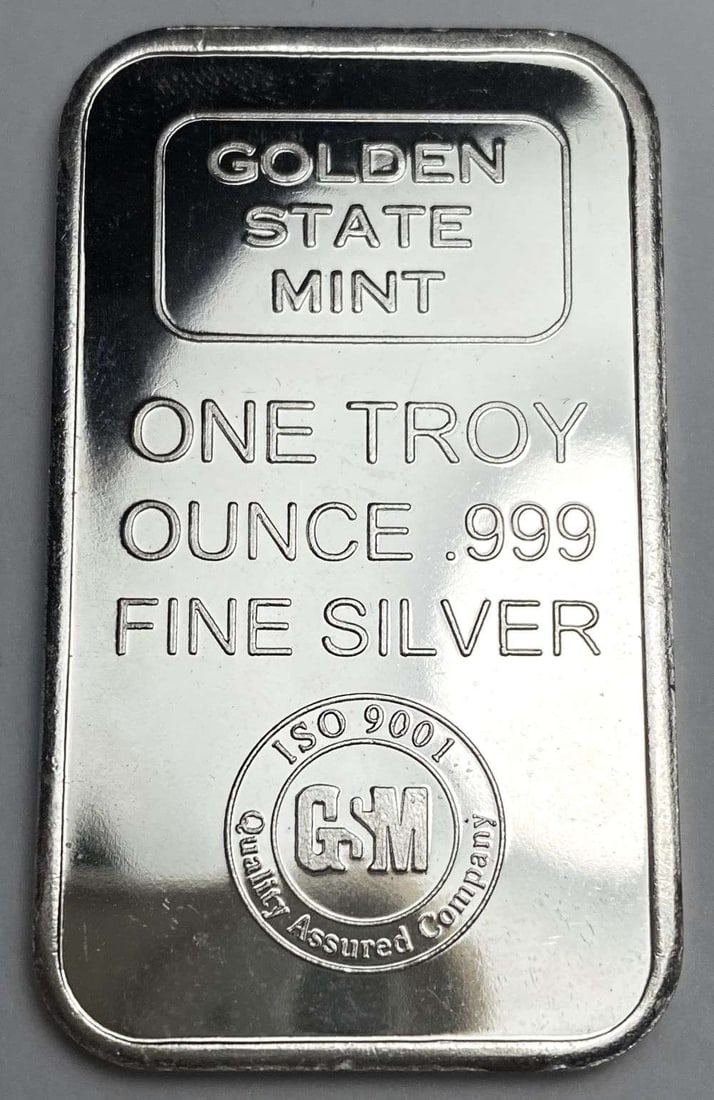 GOLDEN
STATE
MINT
ONE TROY
OUNCE .999
FINE SILVER
ISO 9001
GSM
Quality Assured Company